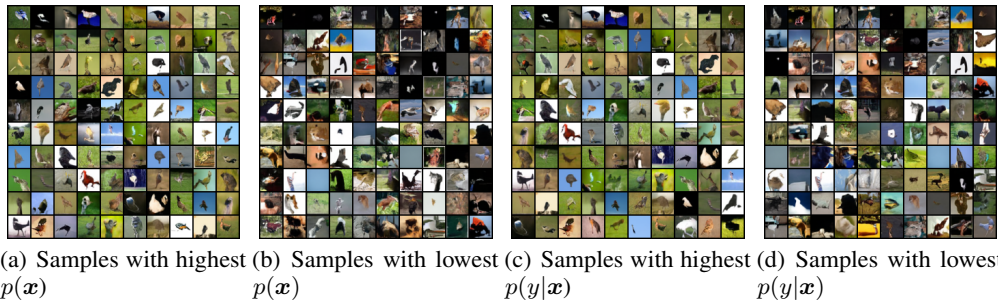 (a) Samples with highest
p(x)
(b) Samples with lowest
p(x)
(c) Samples with highest
p(y|x)
(d) Samples with lowest
p(y|x)